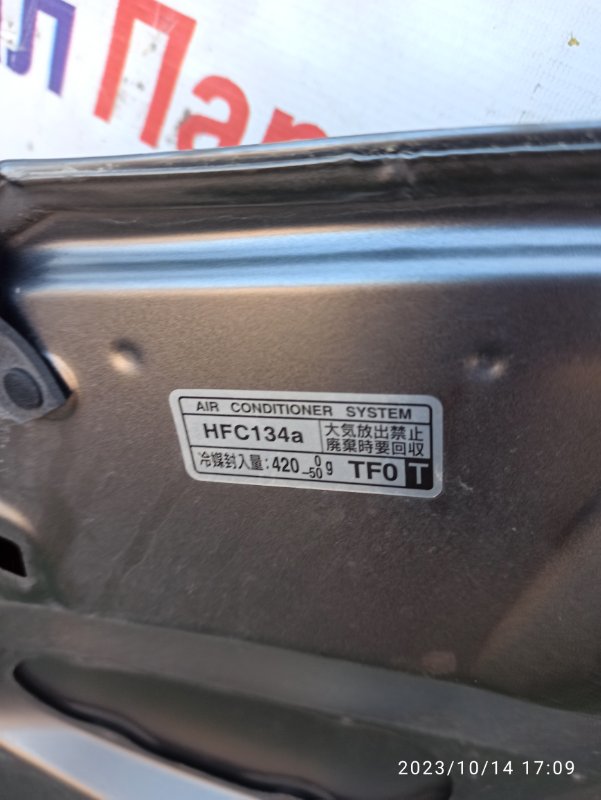 л Пар
AIR CONDITIONER SYSTEM
HFC134a
大気放出禁止
廃棄時要回収
冷媒封入量:420 0 -50 g TF0 T
2023/10/14 17:09